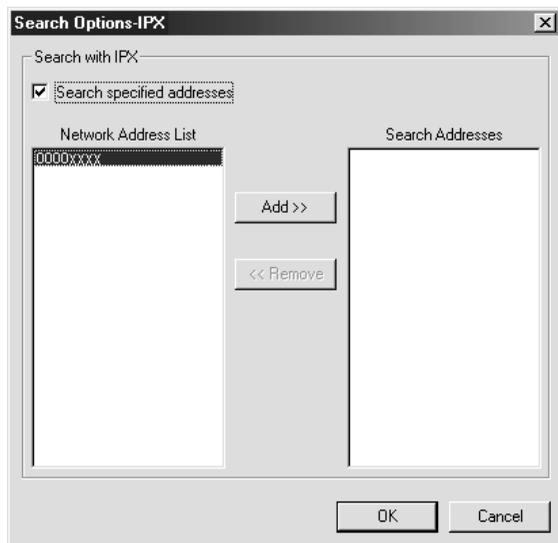 Search Options-IPX
Search with IPX
Search specified addresses
Network Address List
Search Addresses
0000xxxx
Add >>
<< Remove
OK
Cancel